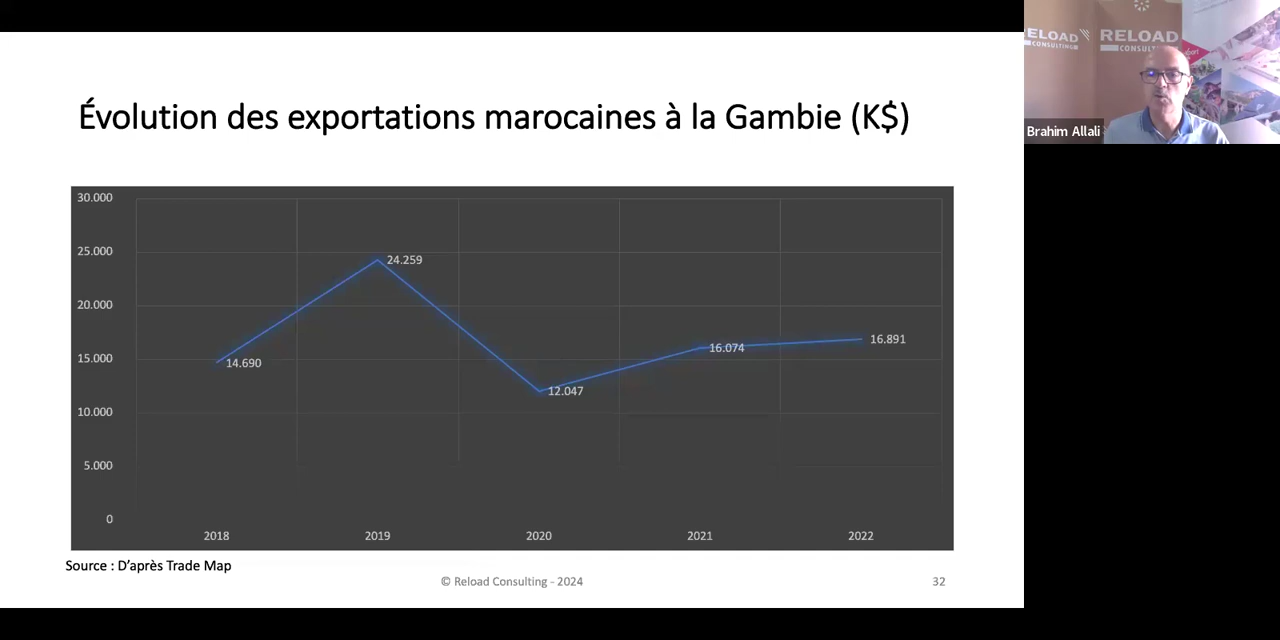 Évolution des exportations marocaines à la Gambie (K$)
30.000
25.000
20.000
15.000
10.000
5.000
0
14.690
24.259
12.047
16.074
16.891
2018
2019
2020
2021
2022
Source : D’après Trade Map
© Reload Consulting - 2024
32
ELOAD
CONSULTING
RELOAD
Brahim Allali